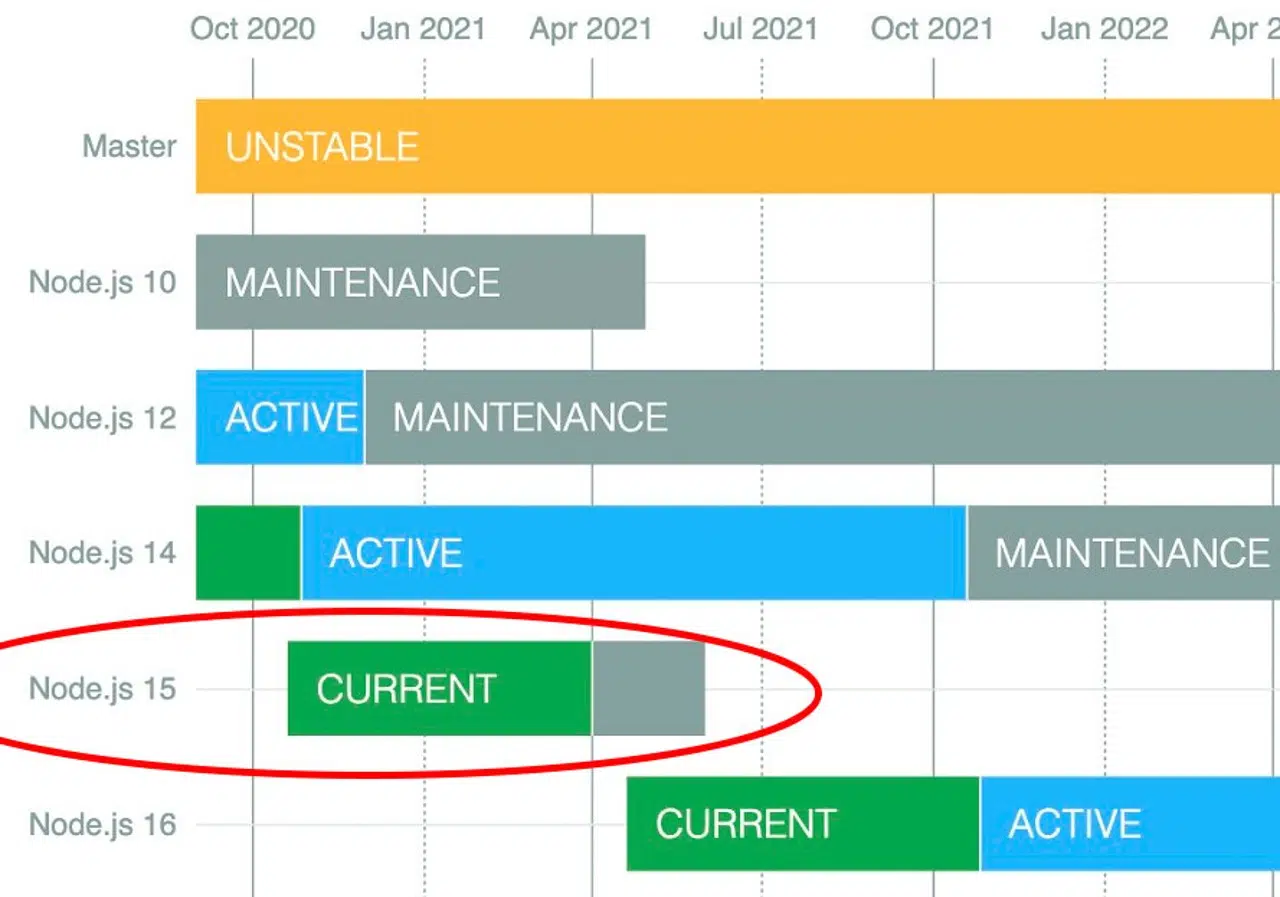 Oct 2020 Jan 2021 Apr 2021 Jul 2021 Oct 2021 Jan 2022 Apr 2
Master UNSTABLE
Node.js 10 MAINTENANCE
Node.js 12 ACTIVE MAINTENANCE
Node.js 14 ACTIVE MAINTENANCE
Node.js 15 CURRENT
Node.js 16 CURRENT ACTIVE